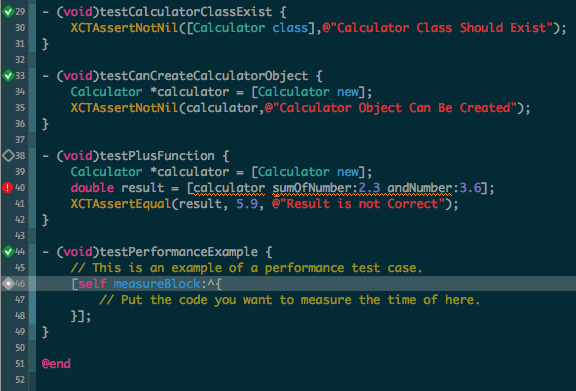 29 - (void)testCalculatorClassExist {
30 XCTAssertNotNil([Calculator class],@"Calculator Class Should Exist");
31 }
32
33 - (void)testCanCreateCalculatorObject {
34 Calculator *calculator = [Calculator new];
35 XCTAssertNotNil(calculator,@"Calculator Object Can Be Created");
36 }
37
38 - (void)testPlusFunction {
39 Calculator *calculator = [Calculator new];
40 double result = [calculator sumOfNumber:2.3 andNumber:3.6];
41 XCTAssertEqual(result, 5.9, @"Result is not Correct");
42 }
43
44 - (void)testPerformanceExample {
45 // This is an example of a performance test case.
46 [self measureBlock:^{
47 // Put the code you want to measure the time of here.
48 }];
49 }
50
51 @end
52